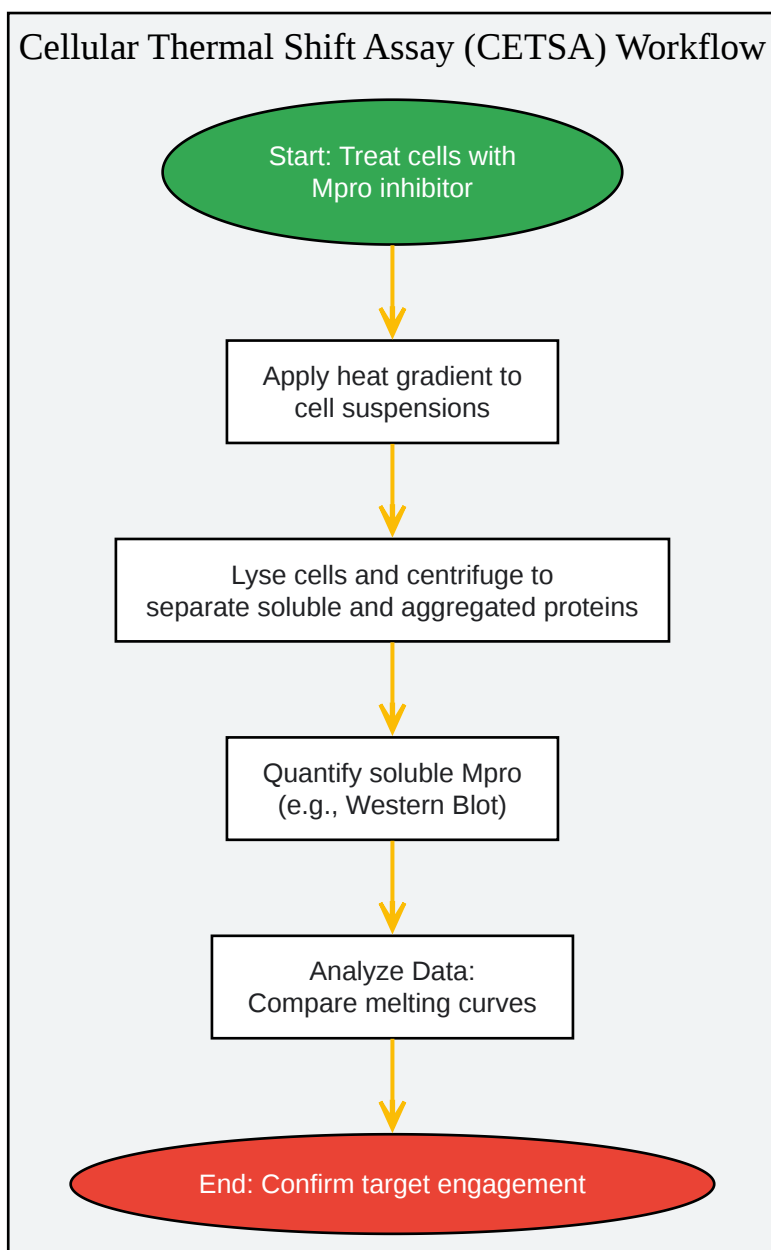 Cellular Thermal Shift Assay (CETSA) Workflow
Start: Treat cells with
Mpro inhibitor
Apply heat gradient to
cell suspensions
Lyse cells and centrifuge to
separate soluble and aggregated proteins
Quantify soluble Mpro
(e.g., Western Blot)
Analyze Data:
Compare melting curves
End: Confirm target engagement